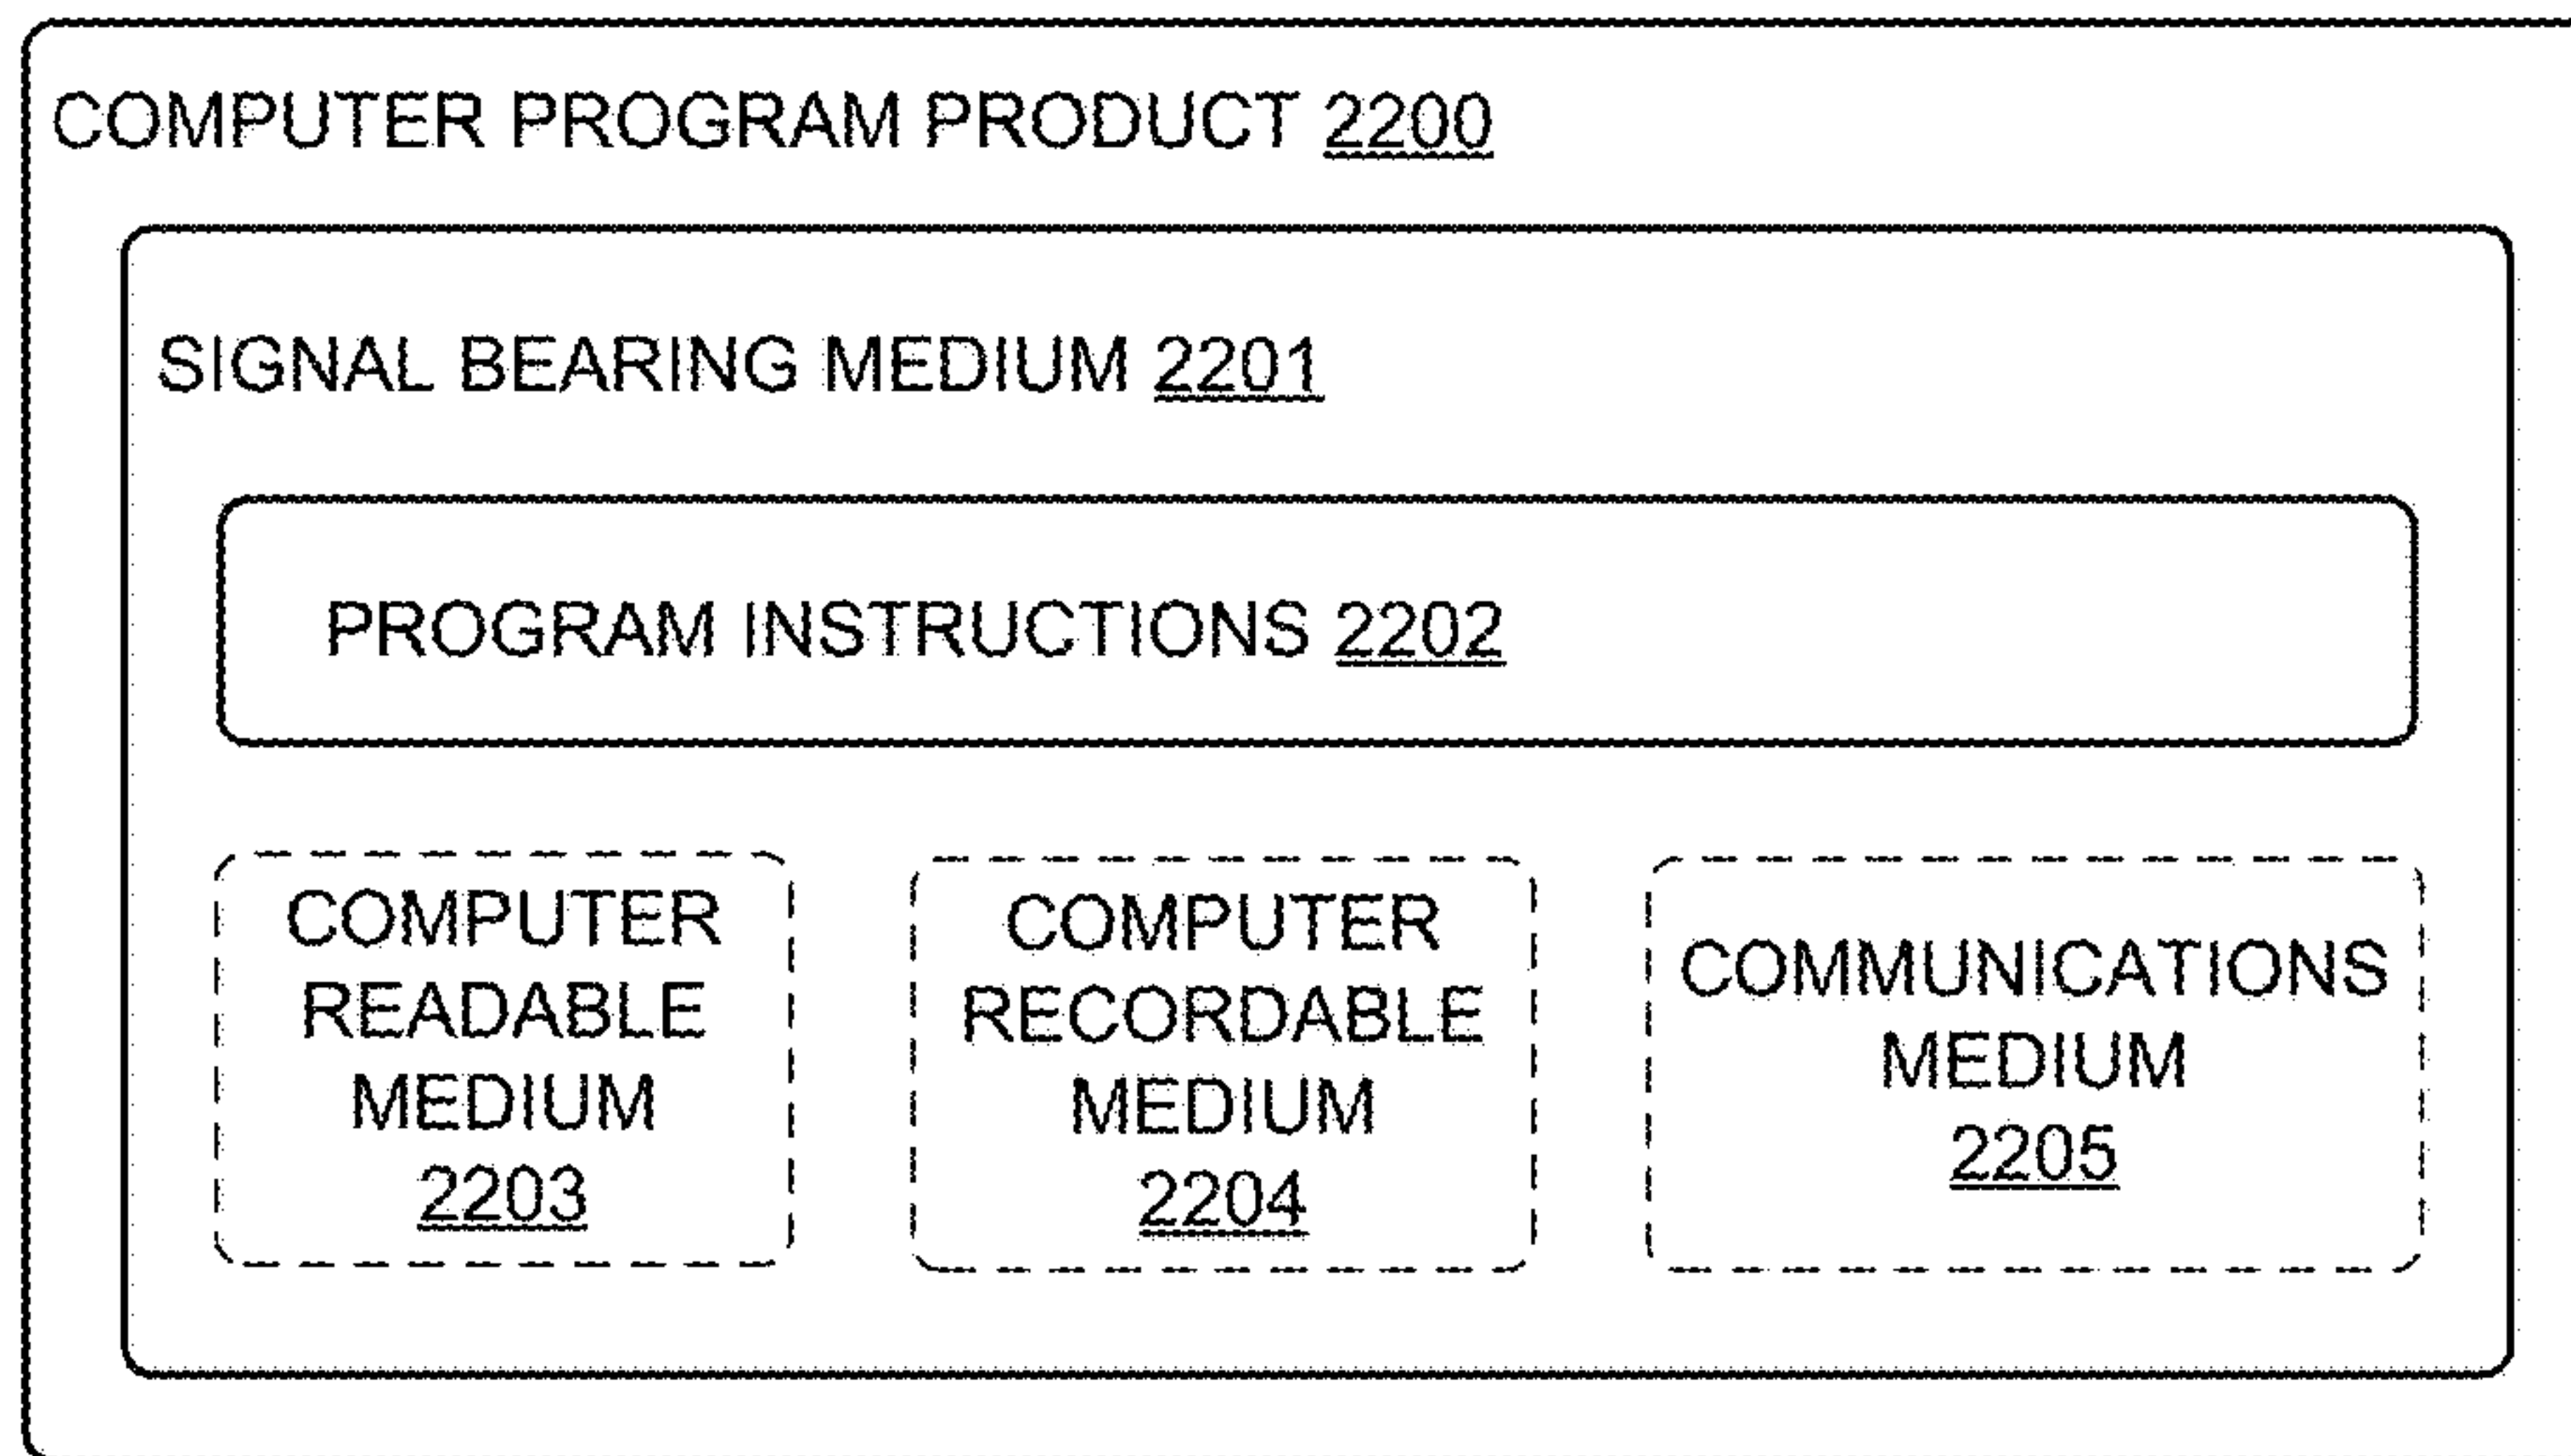 COMPUTER PROGRAM PRODUCT 2200
SIGNAL BEARING MEDIUM 2201
PROGRAM INSTRUCTIONS 2202
COMPUTER
READABLE
MEDIUM
2203
COMPUTER
RECORDABLE
MEDIUM
2204
COMMUNICATIONS
MEDIUM
2205